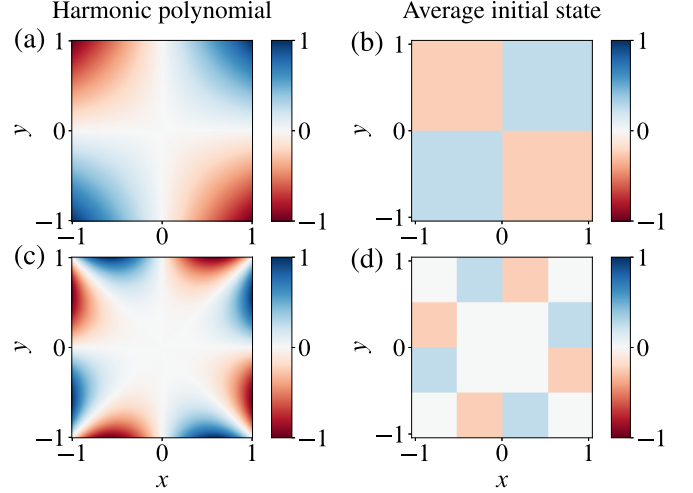 Harmonic polynomial Average initial state
(a) (b)
1 1 1 1
y 0 0 y 0 0
−1 −1 −1 −1
−1 0 1 −1 0 1
(c) (d)
1 1 1 1
y 0 0 y 0 0
−1 −1 −1 −1
−1 0 1 −1 0 1
x x